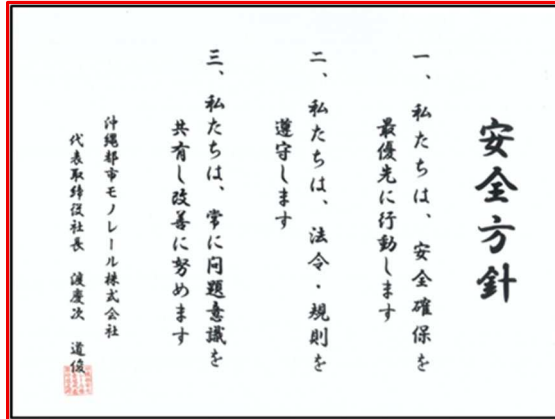 安全方針
一、私たちは、安全確保を
最優先に行動します
二、私たちは、法令・規則を
遵守します
三、私たちは、常に問題意識を
共有し改善に努めます
沖縄都市モノレール株式会社
代表取締役社長 渡慶次 道俊